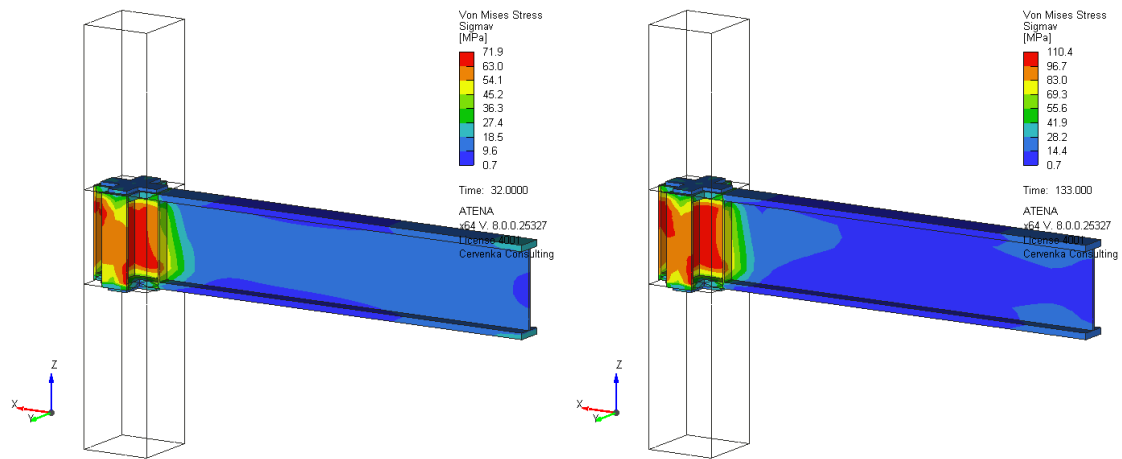 Von Mises Stress
Sigmav
[MPa]
71.9
63.0
54.1
45.2
36.3
27.4
18.5
9.6
0.7
Time: 32.0000
ATENA
x64 V. 8.0.0.25327
License 4001
Cervenka Consulting
Z
X
Y
Von Mises Stress
Sigmav
[MPa]
110.4
96.7
83.0
69.3
55.6
41.9
28.2
14.4
0.7
Time: 133.000
ATENA
x64 V. 8.0.0.25327
License 4001
Cervenka Consulting
Z
X
Y